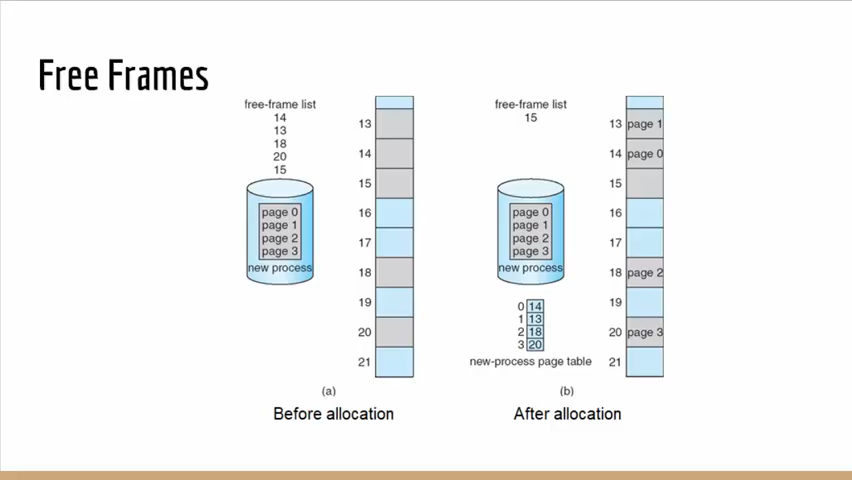 Free Frames
free-frame list
14
13
18
20
15
page 0
page 1
page 2
page 3
new process
13
14
15
16
17
18
19
20
21
(a)
Before allocation
free-frame list
15
page 0
page 1
page 2
page 3
new process
0 14
1 13
2 18
3 20
new-process page table
13 page 1
14 page 0
15
16
17
18 page 2
19
20 page 3
21
(b)
After allocation